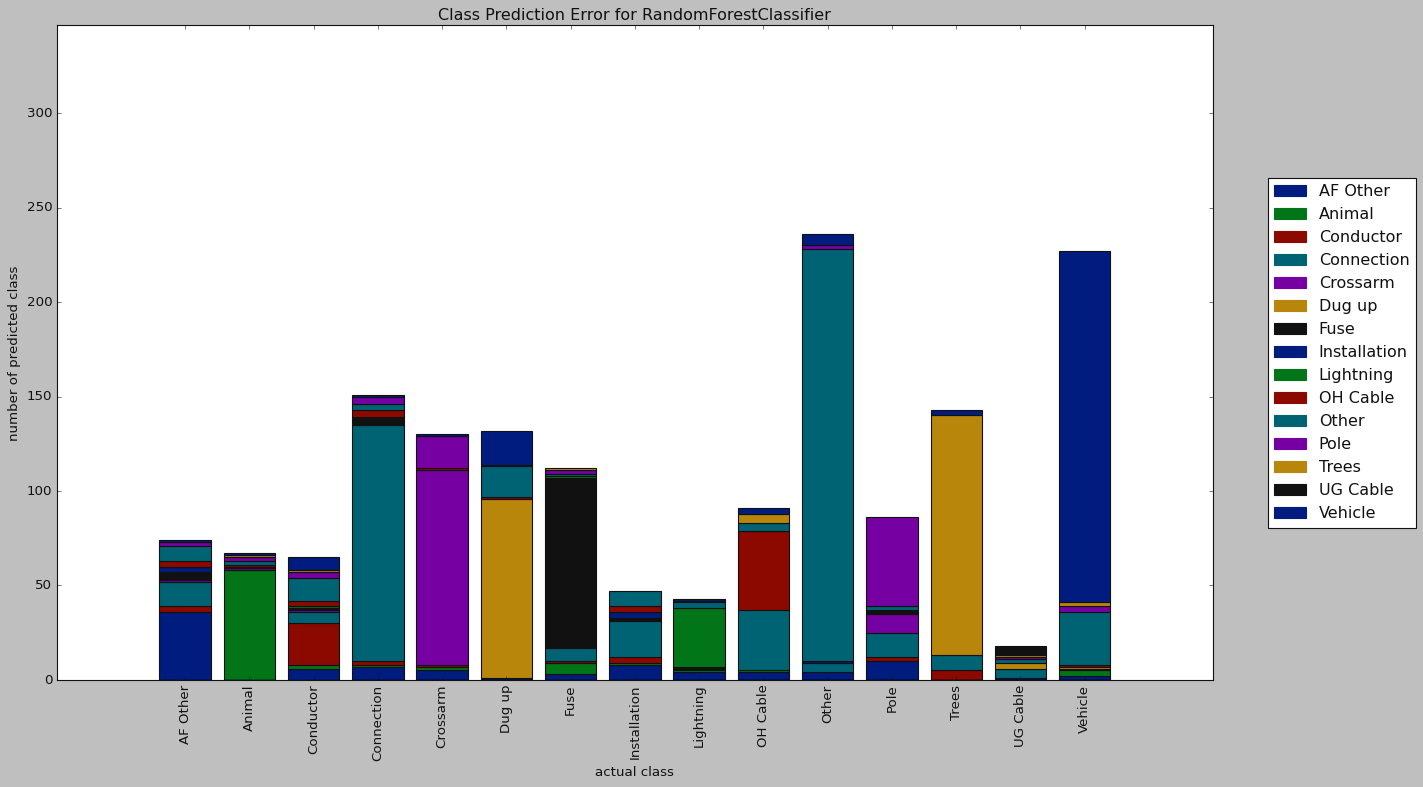 Class Prediction Error for RandomForestClassifier
number of predicted class
300
250
200
150
100
50
0
AF Other
Animal
Conductor
Connection
Crossarm
Dug up
Fuse
Installation
Lightning
OH Cable
Other
Pole
Trees
UG Cable
Vehicle
actual class
AF Other
Animal
Conductor
Connection
Crossarm
Dug up
Fuse
Installation
Lightning
OH Cable
Other
Pole
Trees
UG Cable
Vehicle